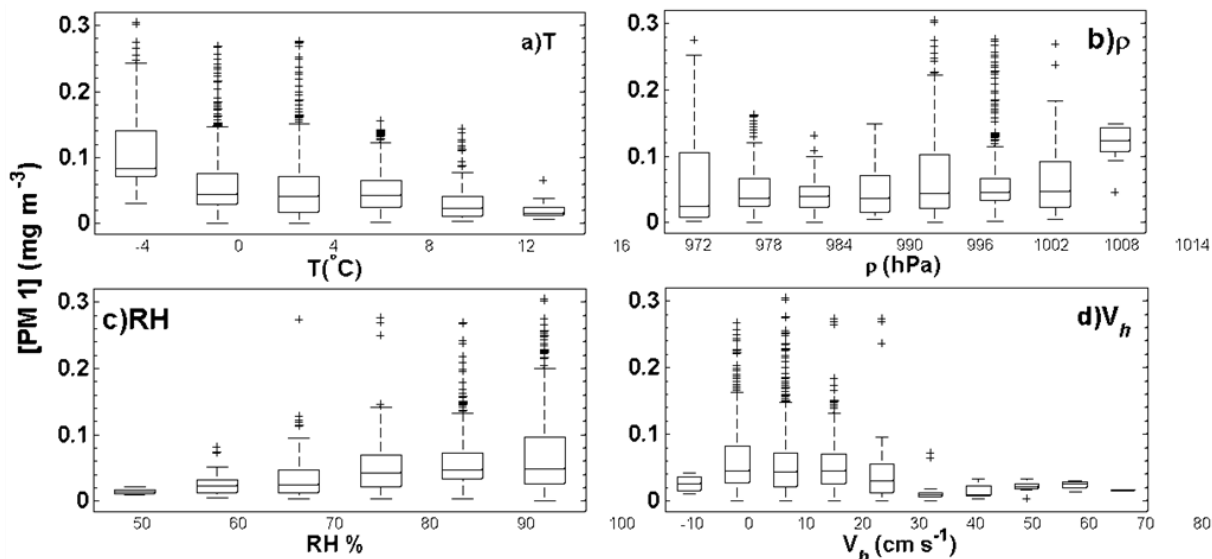 0.3
0.2
0.1
0
a)T
-4 0 4 8 12 16
T(°C)
0.3
0.2
0.1
0
b)ρ
972 978 984 990 996 1002 1008 1014
ρ (hPa)
[PM 1] (mg m⁻³)
0.3
0.2
0.1
0
c)RH
50 60 70 80 90 100
RH %
0.3
0.2
0.1
0
d)Vₕ
-10 0 10 20 30 40 50 60 70 80
Vₕ (cm s⁻¹)